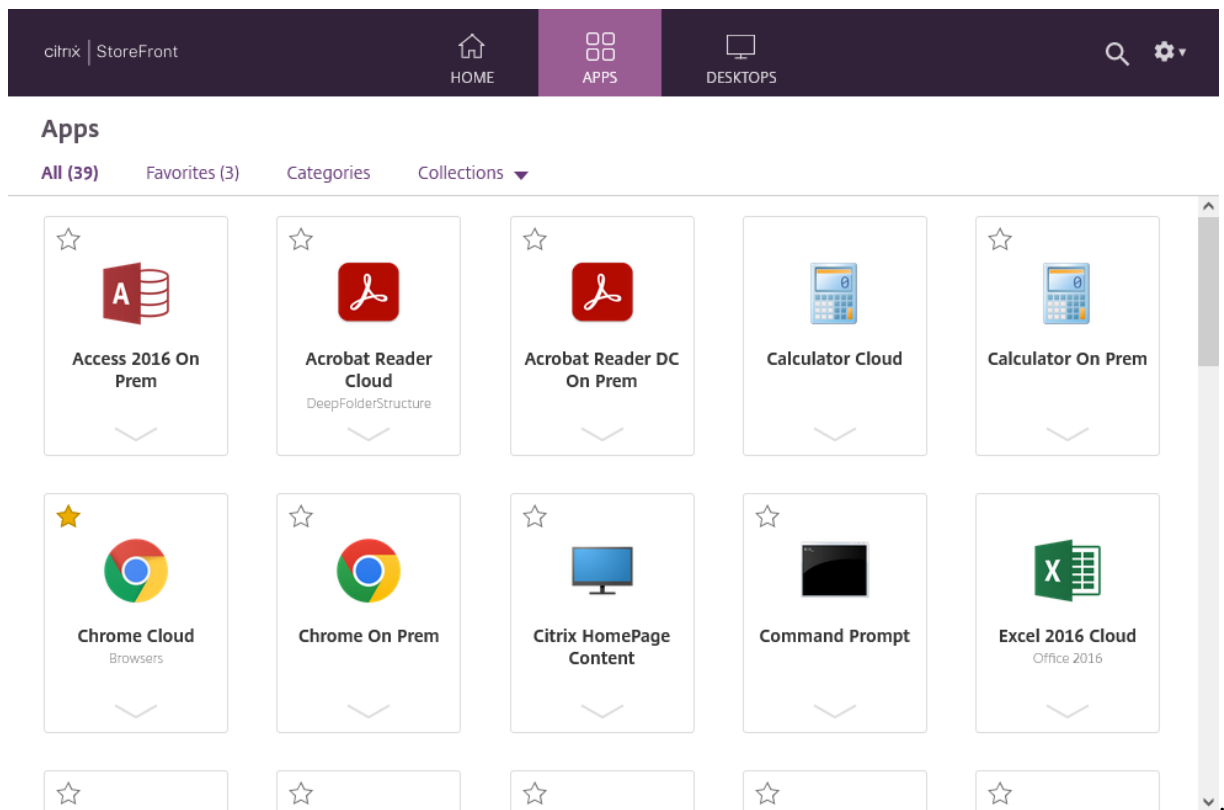 citrix | StoreFront
HOME
APPS
DESKTOPS
Apps
All (39)
Favorites (3)
Categories
Collections
A
Access 2016 On
Prem
Acrobat Reader
Cloud
DeepFolderStructure
Acrobat Reader DC
On Prem
0
Calculator Cloud
0
Calculator On Prem
Chrome Cloud
Browsers
Chrome On Prem
Citrix HomePage
Content
Command Prompt
X
Excel 2016 Cloud
Office 2016